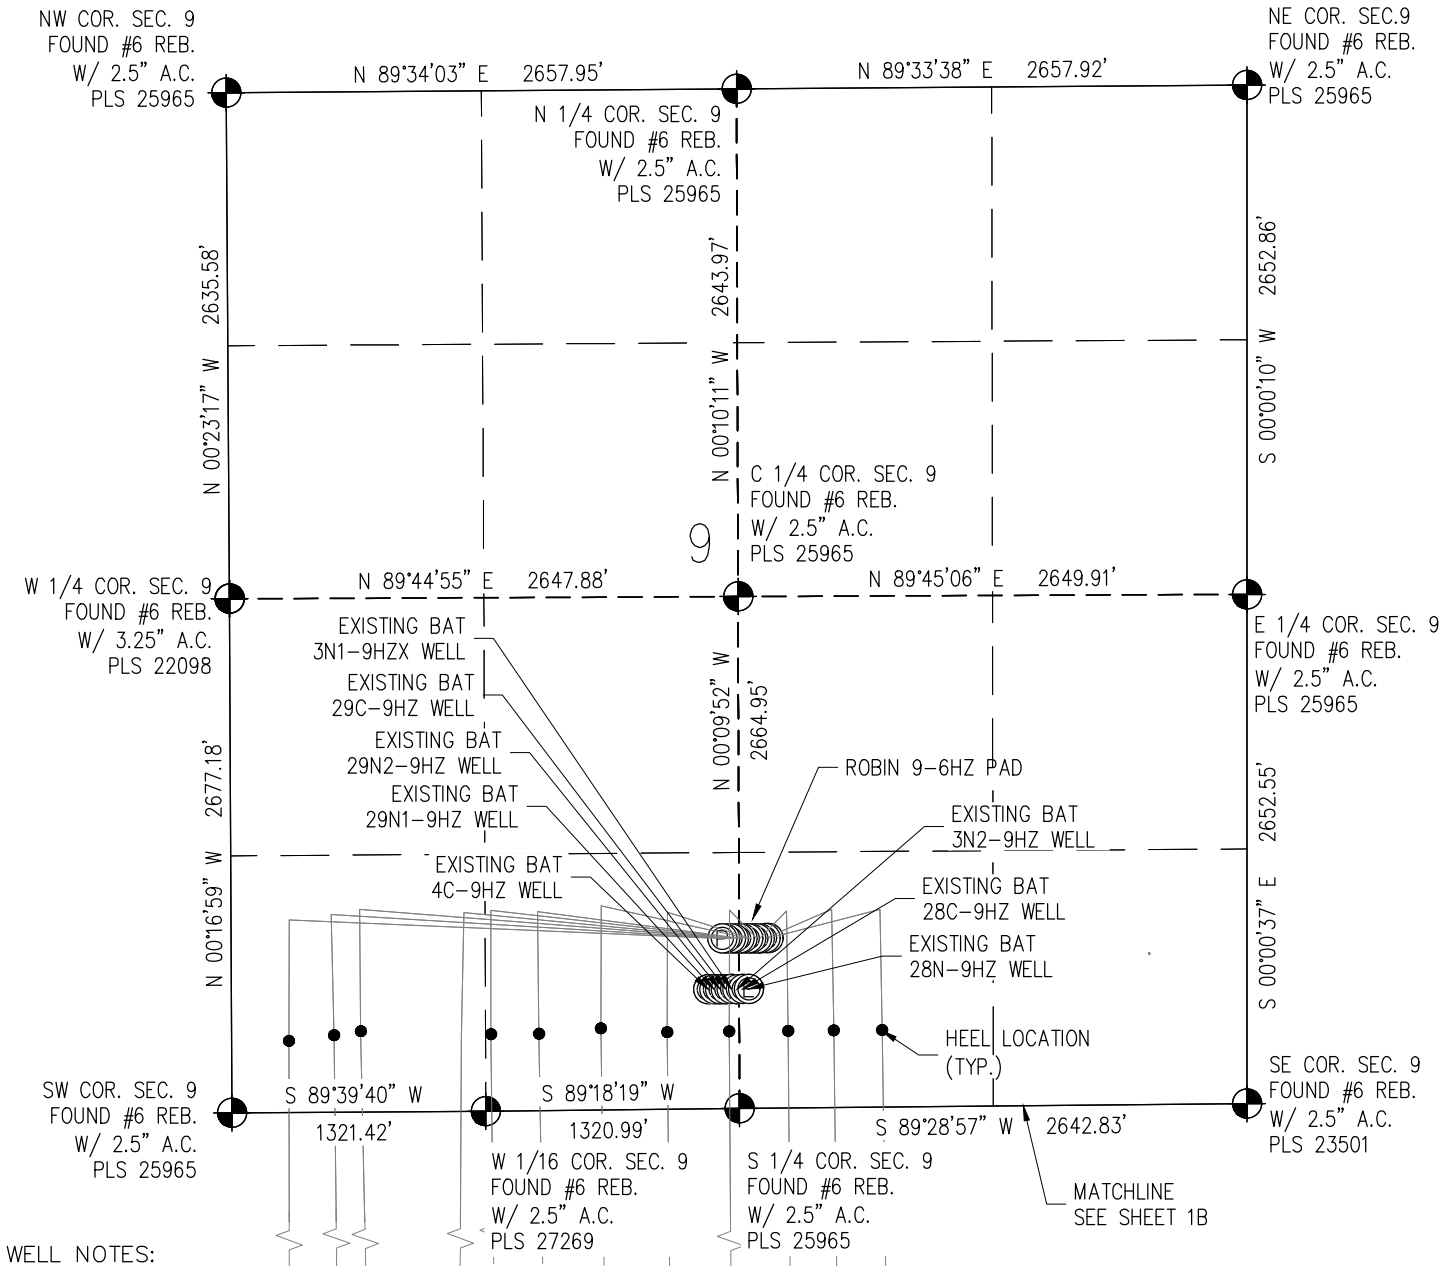 NW COR. SEC. 9
FOUND #6 REB.
W/ 2.5" A.C.
PLS 25965
N 89°34'03" E 2657.95'
N 89°33'38" E 2657.92'
NE COR. SEC.9
FOUND #6 REB.
W/ 2.5" A.C.
PLS 25965
N 1/4 COR. SEC. 9
FOUND #6 REB.
W/ 2.5" A.C.
PLS 25965
N 00°23'17" W 2635.58'
N 00°10'11" W 2643.97'
S 00°00'10" W 2652.86'
C 1/4 COR. SEC. 9
FOUND #6 REB.
W/ 2.5" A.C.
PLS 25965
9
W 1/4 COR. SEC. 9
FOUND #6 REB.
W/ 3.25" A.C.
PLS 22098
N 89°44'55" E 2647.88'
N 89°45'06" E 2649.91'
E 1/4 COR. SEC. 9
FOUND #6 REB.
W/ 2.5" A.C.
PLS 25965
EXISTING BAT
3N1-9HZX WELL
EXISTING BAT
29C-9HZ WELL
EXISTING BAT
29N2-9HZ WELL
EXISTING BAT
29N1-9HZ WELL
EXISTING BAT
4C-9HZ WELL
N 00°16'59" W 2677.18'
N 00°09'52" W
2664.95'
ROBIN 9-6HZ PAD
EXISTING BAT
3N2-9HZ WELL
EXISTING BAT
28C-9HZ WELL
EXISTING BAT
28N-9HZ WELL
S 00°00'37" E 2652.55'
HEEL LOCATION
(TYP.)
SW COR. SEC. 9
FOUND #6 REB.
W/ 2.5" A.C.
PLS 25965
S 89°39'40" W
1321.42'
S 89°18'19" W
1320.99'
S 89°28'57" W 2642.83'
SE COR. SEC. 9
FOUND #6 REB.
W/ 2.5" A.C.
PLS 23501
W 1/16 COR. SEC. 9
FOUND #6 REB.
W/ 2.5" A.C.
PLS 27269
S 1/4 COR. SEC. 9
FOUND #6 REB.
W/ 2.5" A.C.
PLS 25965
MATCHLINE
SEE SHEET 1B
WELL NOTES: